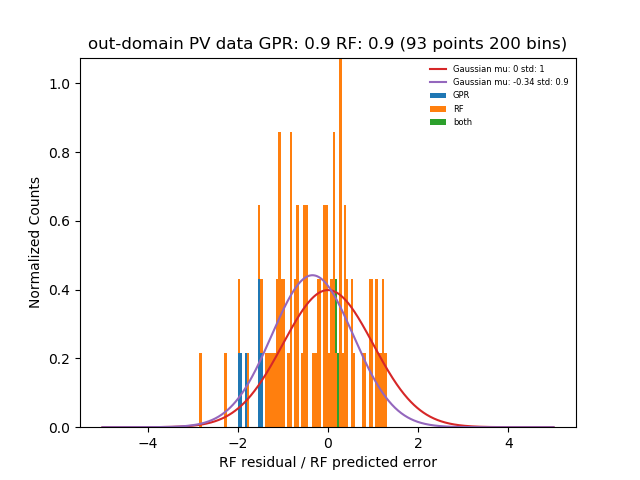 out-domain PV data GPR: 0.9 RF: 0.9 (93 points 200 bins)
Gaussian mu: 0 std: 1
Gaussian mu: -0.34 std: 0.9
GPR
RF
both
1.0
0.8
0.6
0.4
0.2
0.0
Normalized Counts
−4
−2
0
2
4
RF residual / RF predicted error